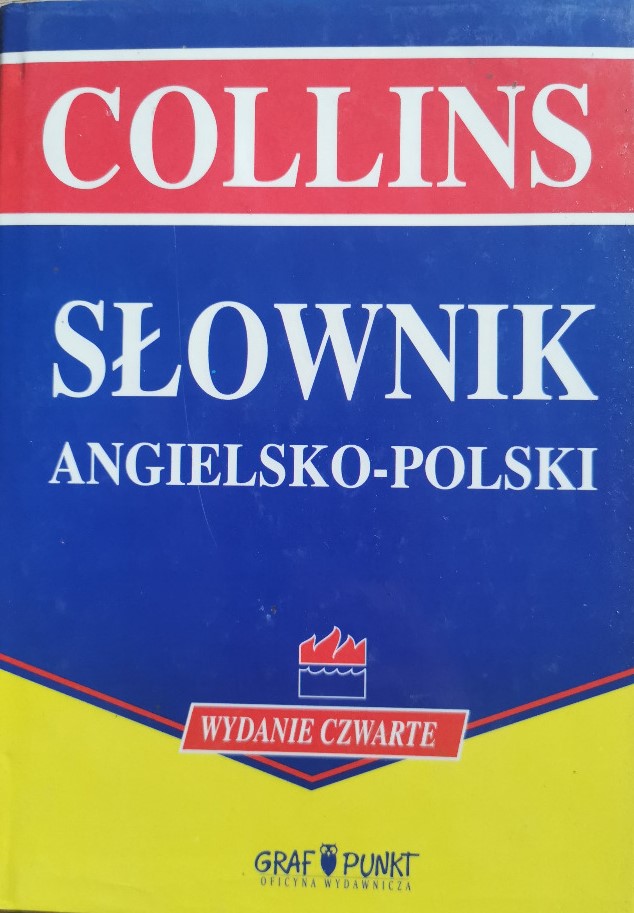 COLLINS
SŁOWNIK
ANGIELSKO-POLSKI
WYDANIE CZWARTE
GRAF PUNKT
OFICYNA WYDAWNICZA